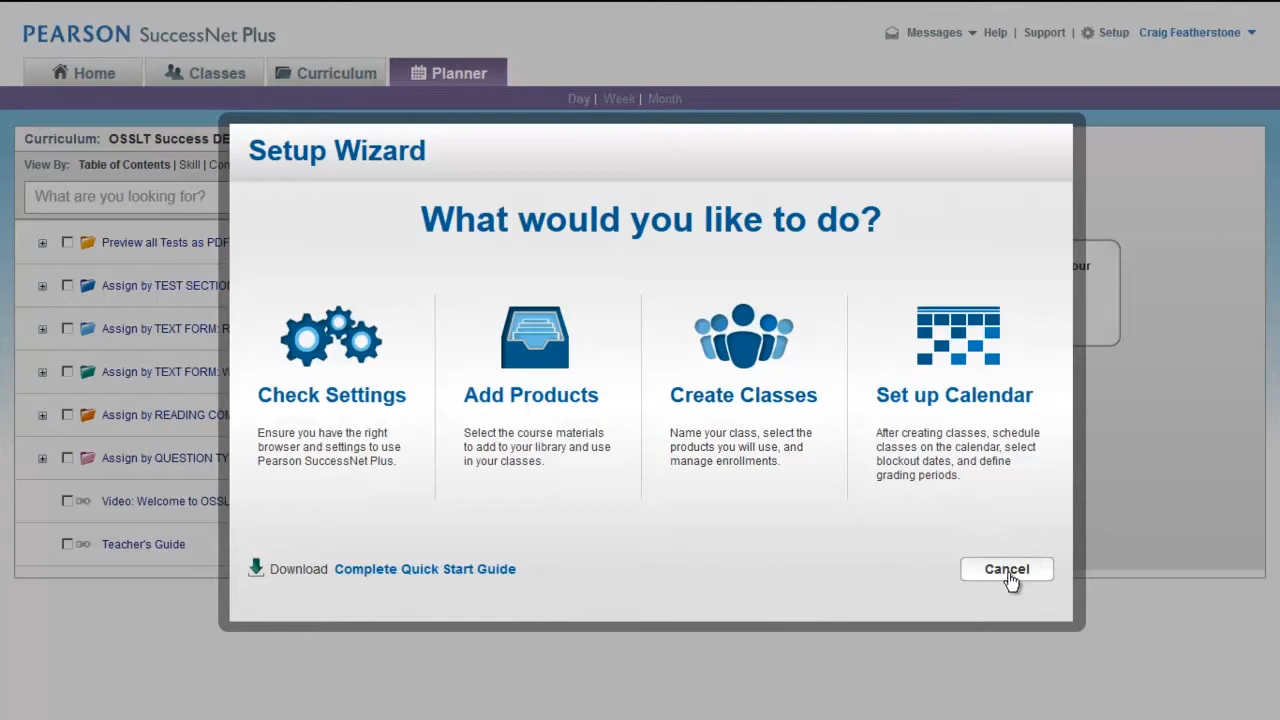 PEARSON SuccessNet Plus
Messages Help | Support | Setup Craig Featherstone
Home Classes Curriculum Planner
Day | Week | Month
Curriculum: OSSLT Success DE
View By: Table of Contents | Skill | Con
What are you looking for?
Preview all Tests as PDF
Assign by TEST SECTION
Assign by TEXT FORM: R
Assign by TEXT FORM: W
Assign by READING COM
Assign by QUESTION TY
Video: Welcome to OSSL
Teacher's Guide
our
Setup Wizard
What would you like to do?
Check Settings
Ensure you have the right
browser and settings to use
Pearson SuccessNet Plus.
Add Products
Select the course materials
to add to your library and use
in your classes.
Create Classes
Name your class, select the
products you will use, and
manage enrollments.
Set up Calendar
After creating classes, schedule
classes on the calendar, select
blockout dates, and define
grading periods.
Download Complete Quick Start Guide
Cancel